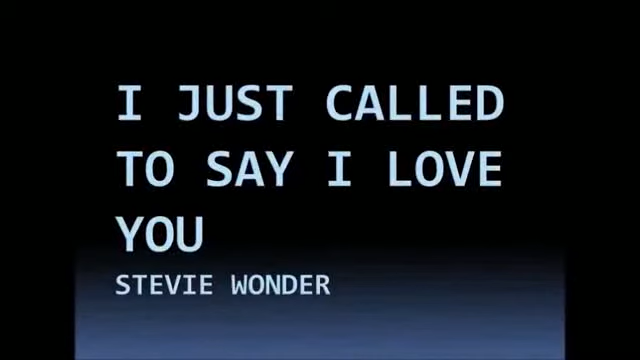 I JUST CALLED
TO SAY I LOVE
YOU
STEVIE WONDER